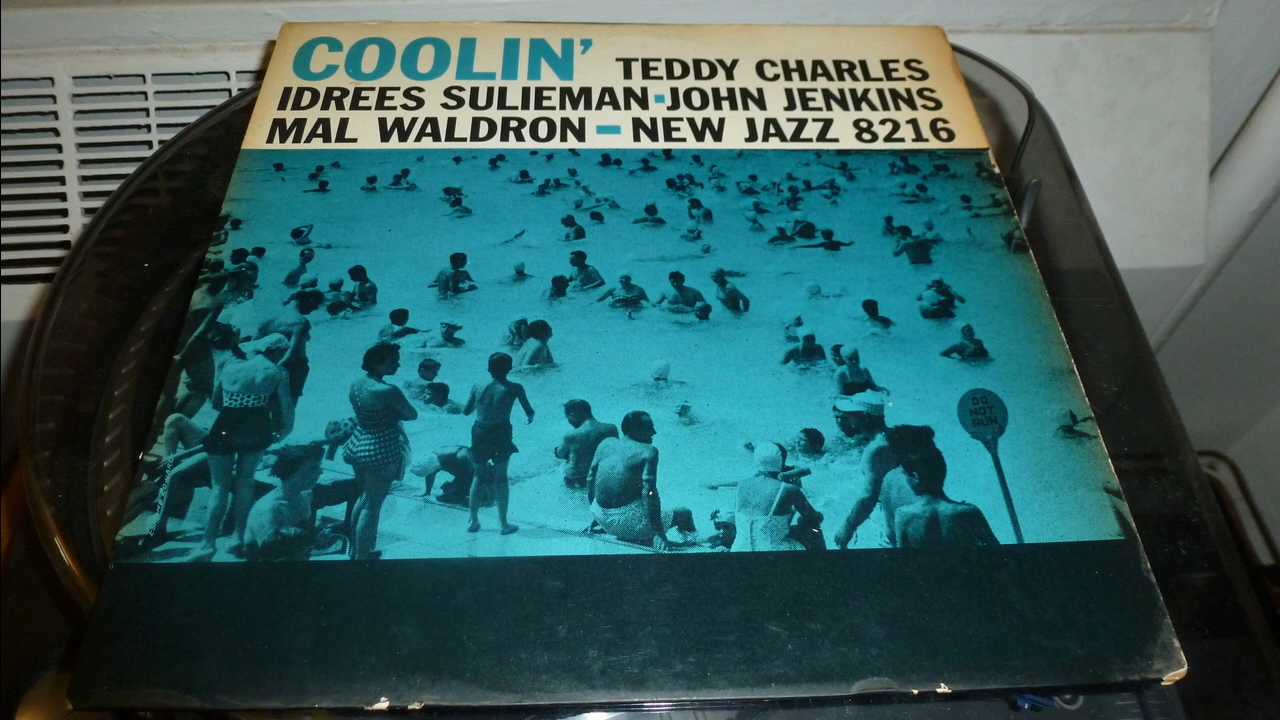 COOLIN' TEDDY CHARLES
IDREES SULIEMAN▪JOHN JENKINS
MAL WALDRON – NEW JAZZ 8216
DO
NOT
RUN